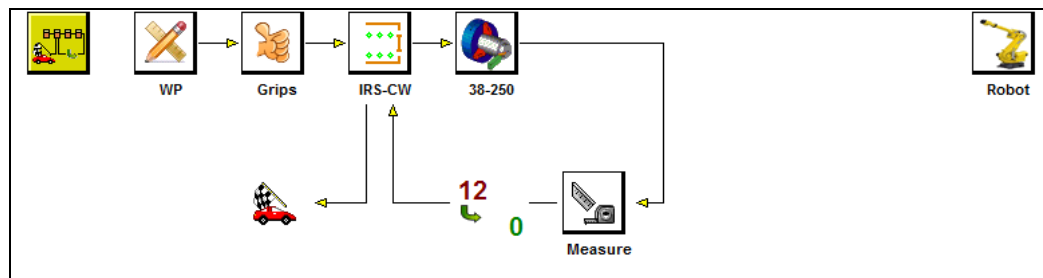 WP
Grips
IRS-CW
38-250
Robot
12
0
Measure